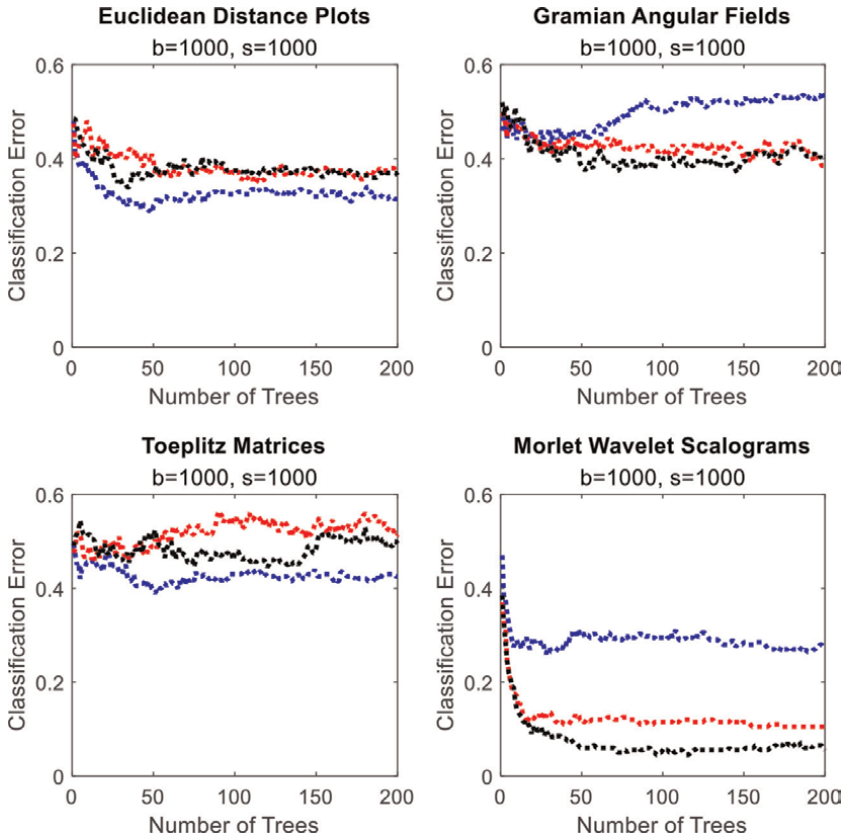 Euclidean Distance Plots
b=1000, s=1000
0.6
0.4
0.2
0
Classification Error
0 50 100 150 200
Number of Trees
Gramian Angular Fields
b=1000, s=1000
0.6
0.4
0.2
0
Classification Error
0 50 100 150 200
Number of Trees
Toeplitz Matrices
b=1000, s=1000
0.6
0.4
0.2
0
Classification Error
0 50 100 150 200
Number of Trees
Morlet Wavelet Scalograms
b=1000, s=1000
0.6
0.4
0.2
0
Classification Error
0 50 100 150 200
Number of Trees